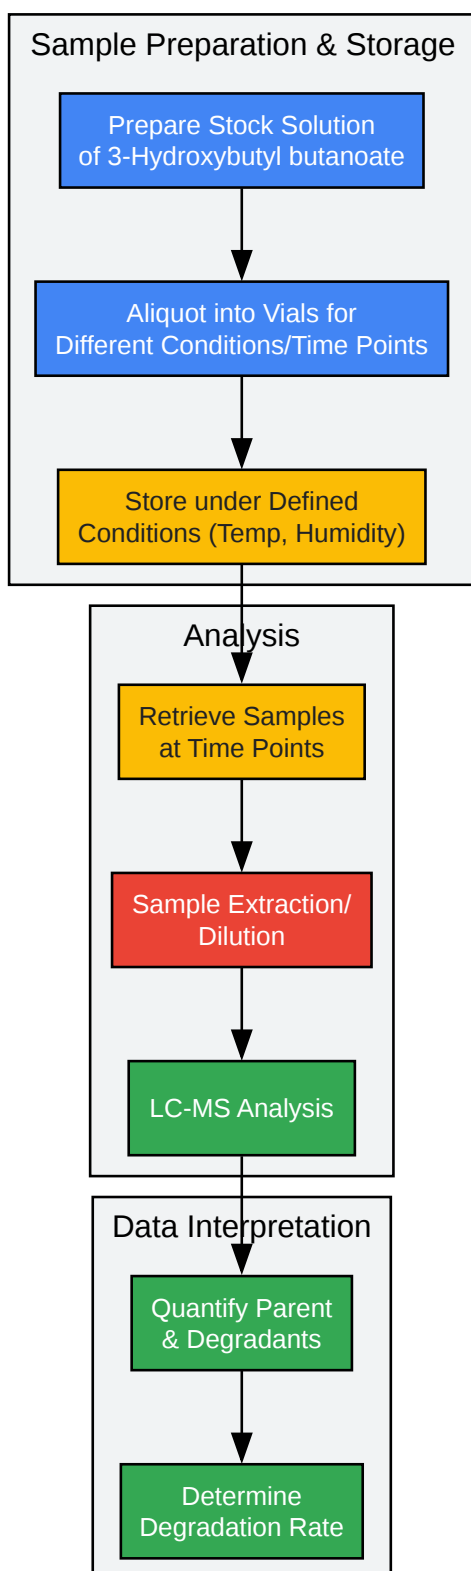 Sample Preparation & Storage
Prepare Stock Solution
of 3-Hydroxybutyl butanoate
Aliquot into Vials for
Different Conditions/Time Points
Store under Defined
Conditions (Temp, Humidity)
Analysis
Retrieve Samples
at Time Points
Sample Extraction/
Dilution
LC-MS Analysis
Data Interpretation
Quantify Parent
& Degradants
Determine
Degradation Rate